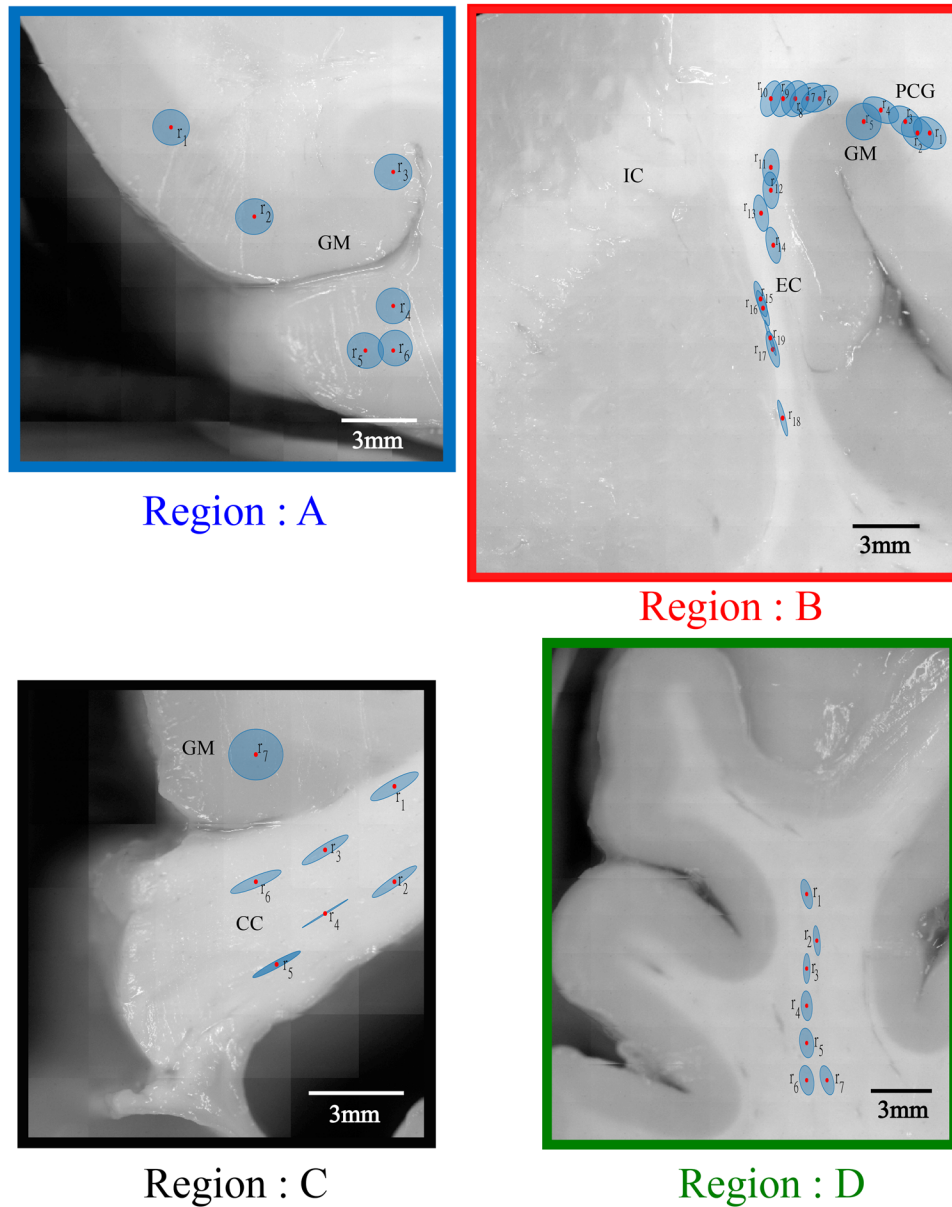 r1
r3
r2
GM
r4
r5
r6
3mm
Region : A
PCG
r10
r9
r8
r7
r6
r4
r5
r3
r2
r1
GM
IC
r11
r12
r13
r14
EC
r15
r16
r19
r17
r18
3mm
Region : B
GM
r7
r1
r3
r6
r2
r4
CC
r5
3mm
Region : C
r1
r2
r3
r4
r5
r6
r7
3mm
Region : D